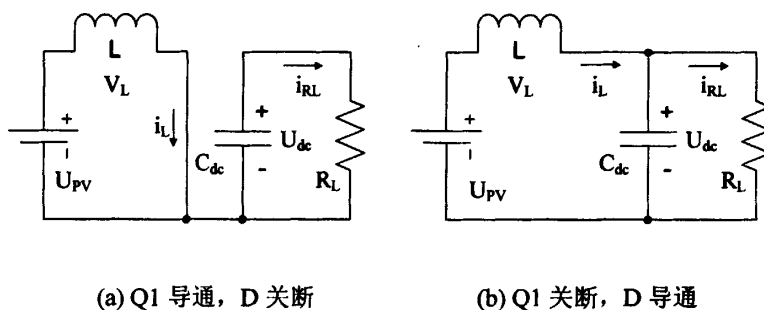 L
V_L
i_L
+
-
U_PV
C_dc
+
U_dc
-
i_RL
R_L
(a) Q1 导通，D 关断
L
V_L
i_L
+
-
U_PV
C_dc
+
U_dc
-
i_RL
R_L
(b) Q1 关断，D 导通